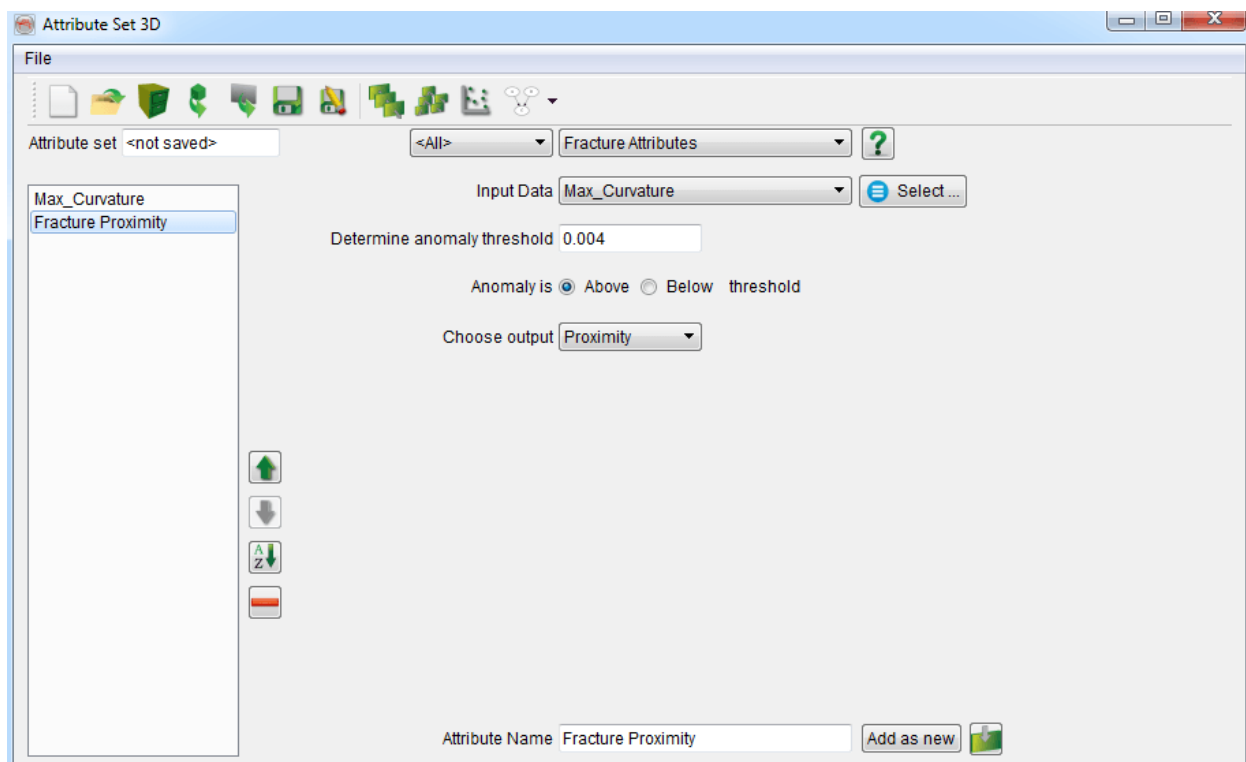 Attribute Set 3D
File
Attribute set <not saved> <All> Fracture Attributes ?
Max_Curvature
Fracture Proximity
Input Data Max_Curvature Select ...
Determine anomaly threshold 0.004
Anomaly is Above Below threshold
Choose output Proximity
A
Z
Attribute Name Fracture Proximity Add as new